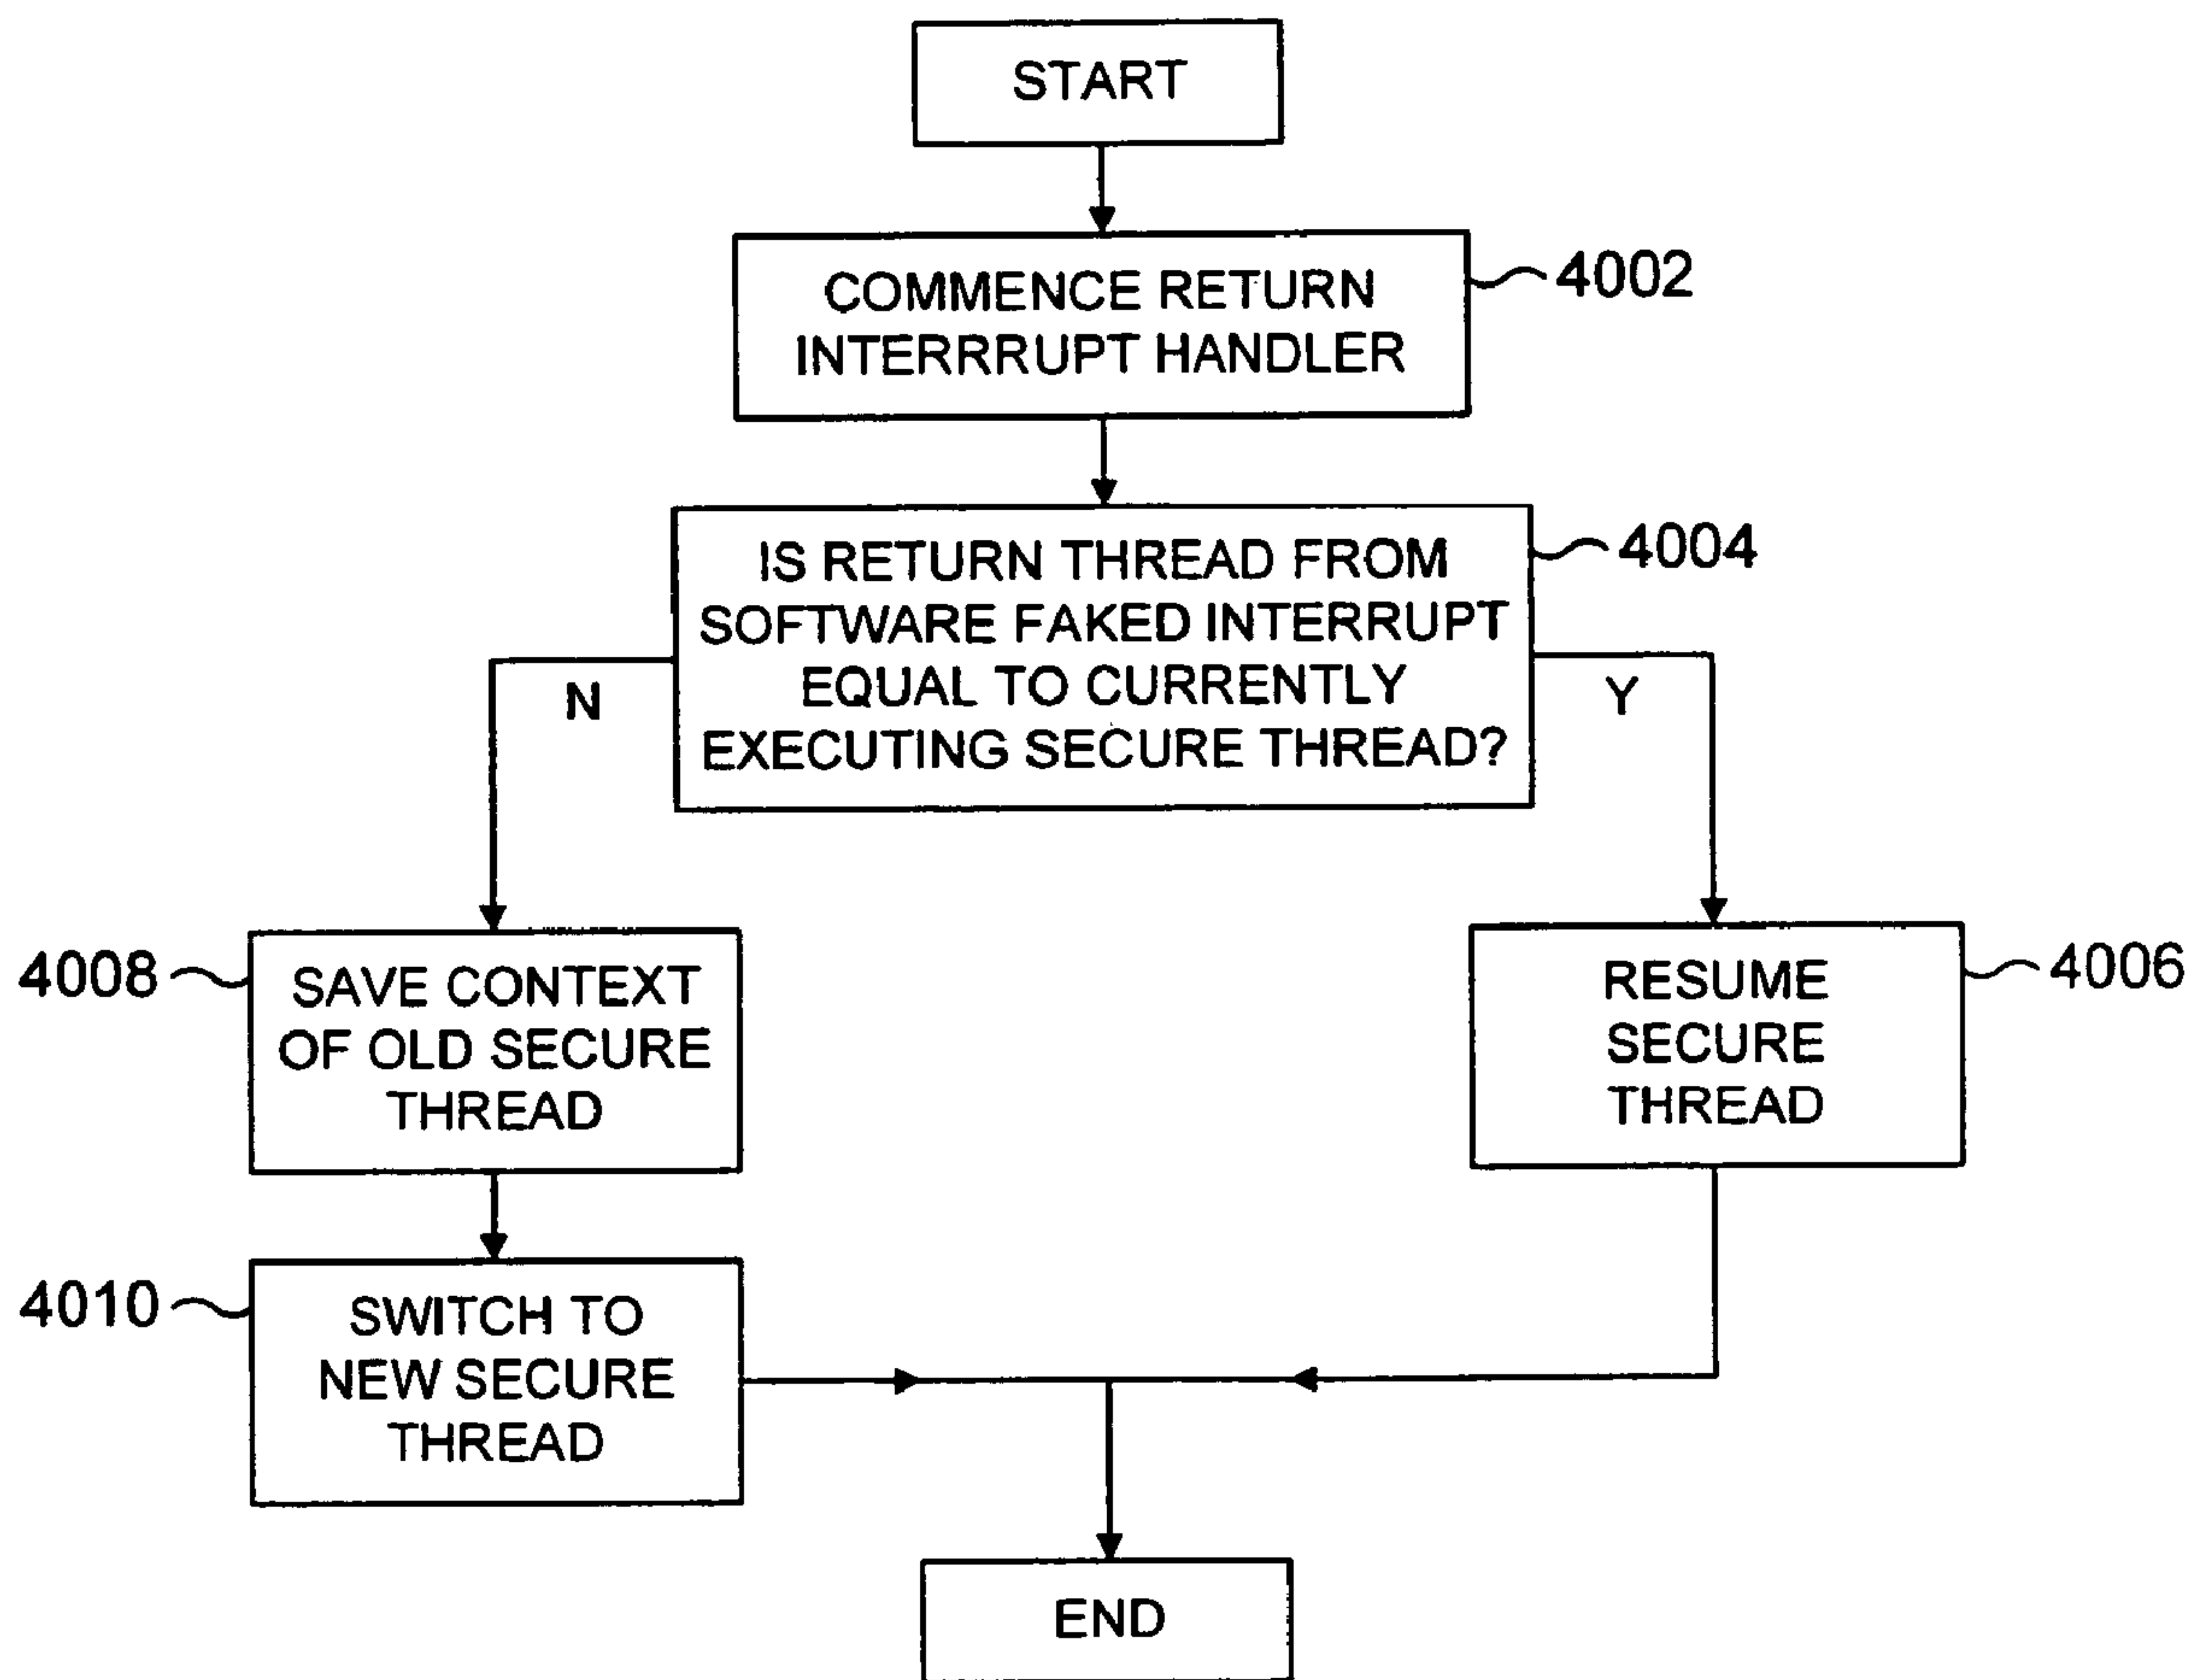 START
COMMENCE RETURN
INTERRRUPT HANDLER
4002
IS RETURN THREAD FROM
SOFTWARE FAKED INTERRUPT
EQUAL TO CURRENTLY
EXECUTING SECURE THREAD?
4004
N
Y
4008
SAVE CONTEXT
OF OLD SECURE
THREAD
RESUME
SECURE
THREAD
4006
4010
SWITCH TO
NEW SECURE
THREAD
END